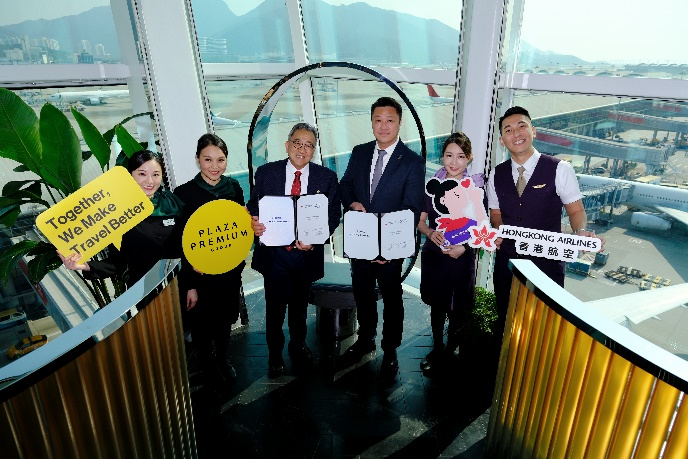 Together,
We Make
Travel Better
PLAZA
PREMIUM
GROUP
HONGKONG AIRLINES
香港航空